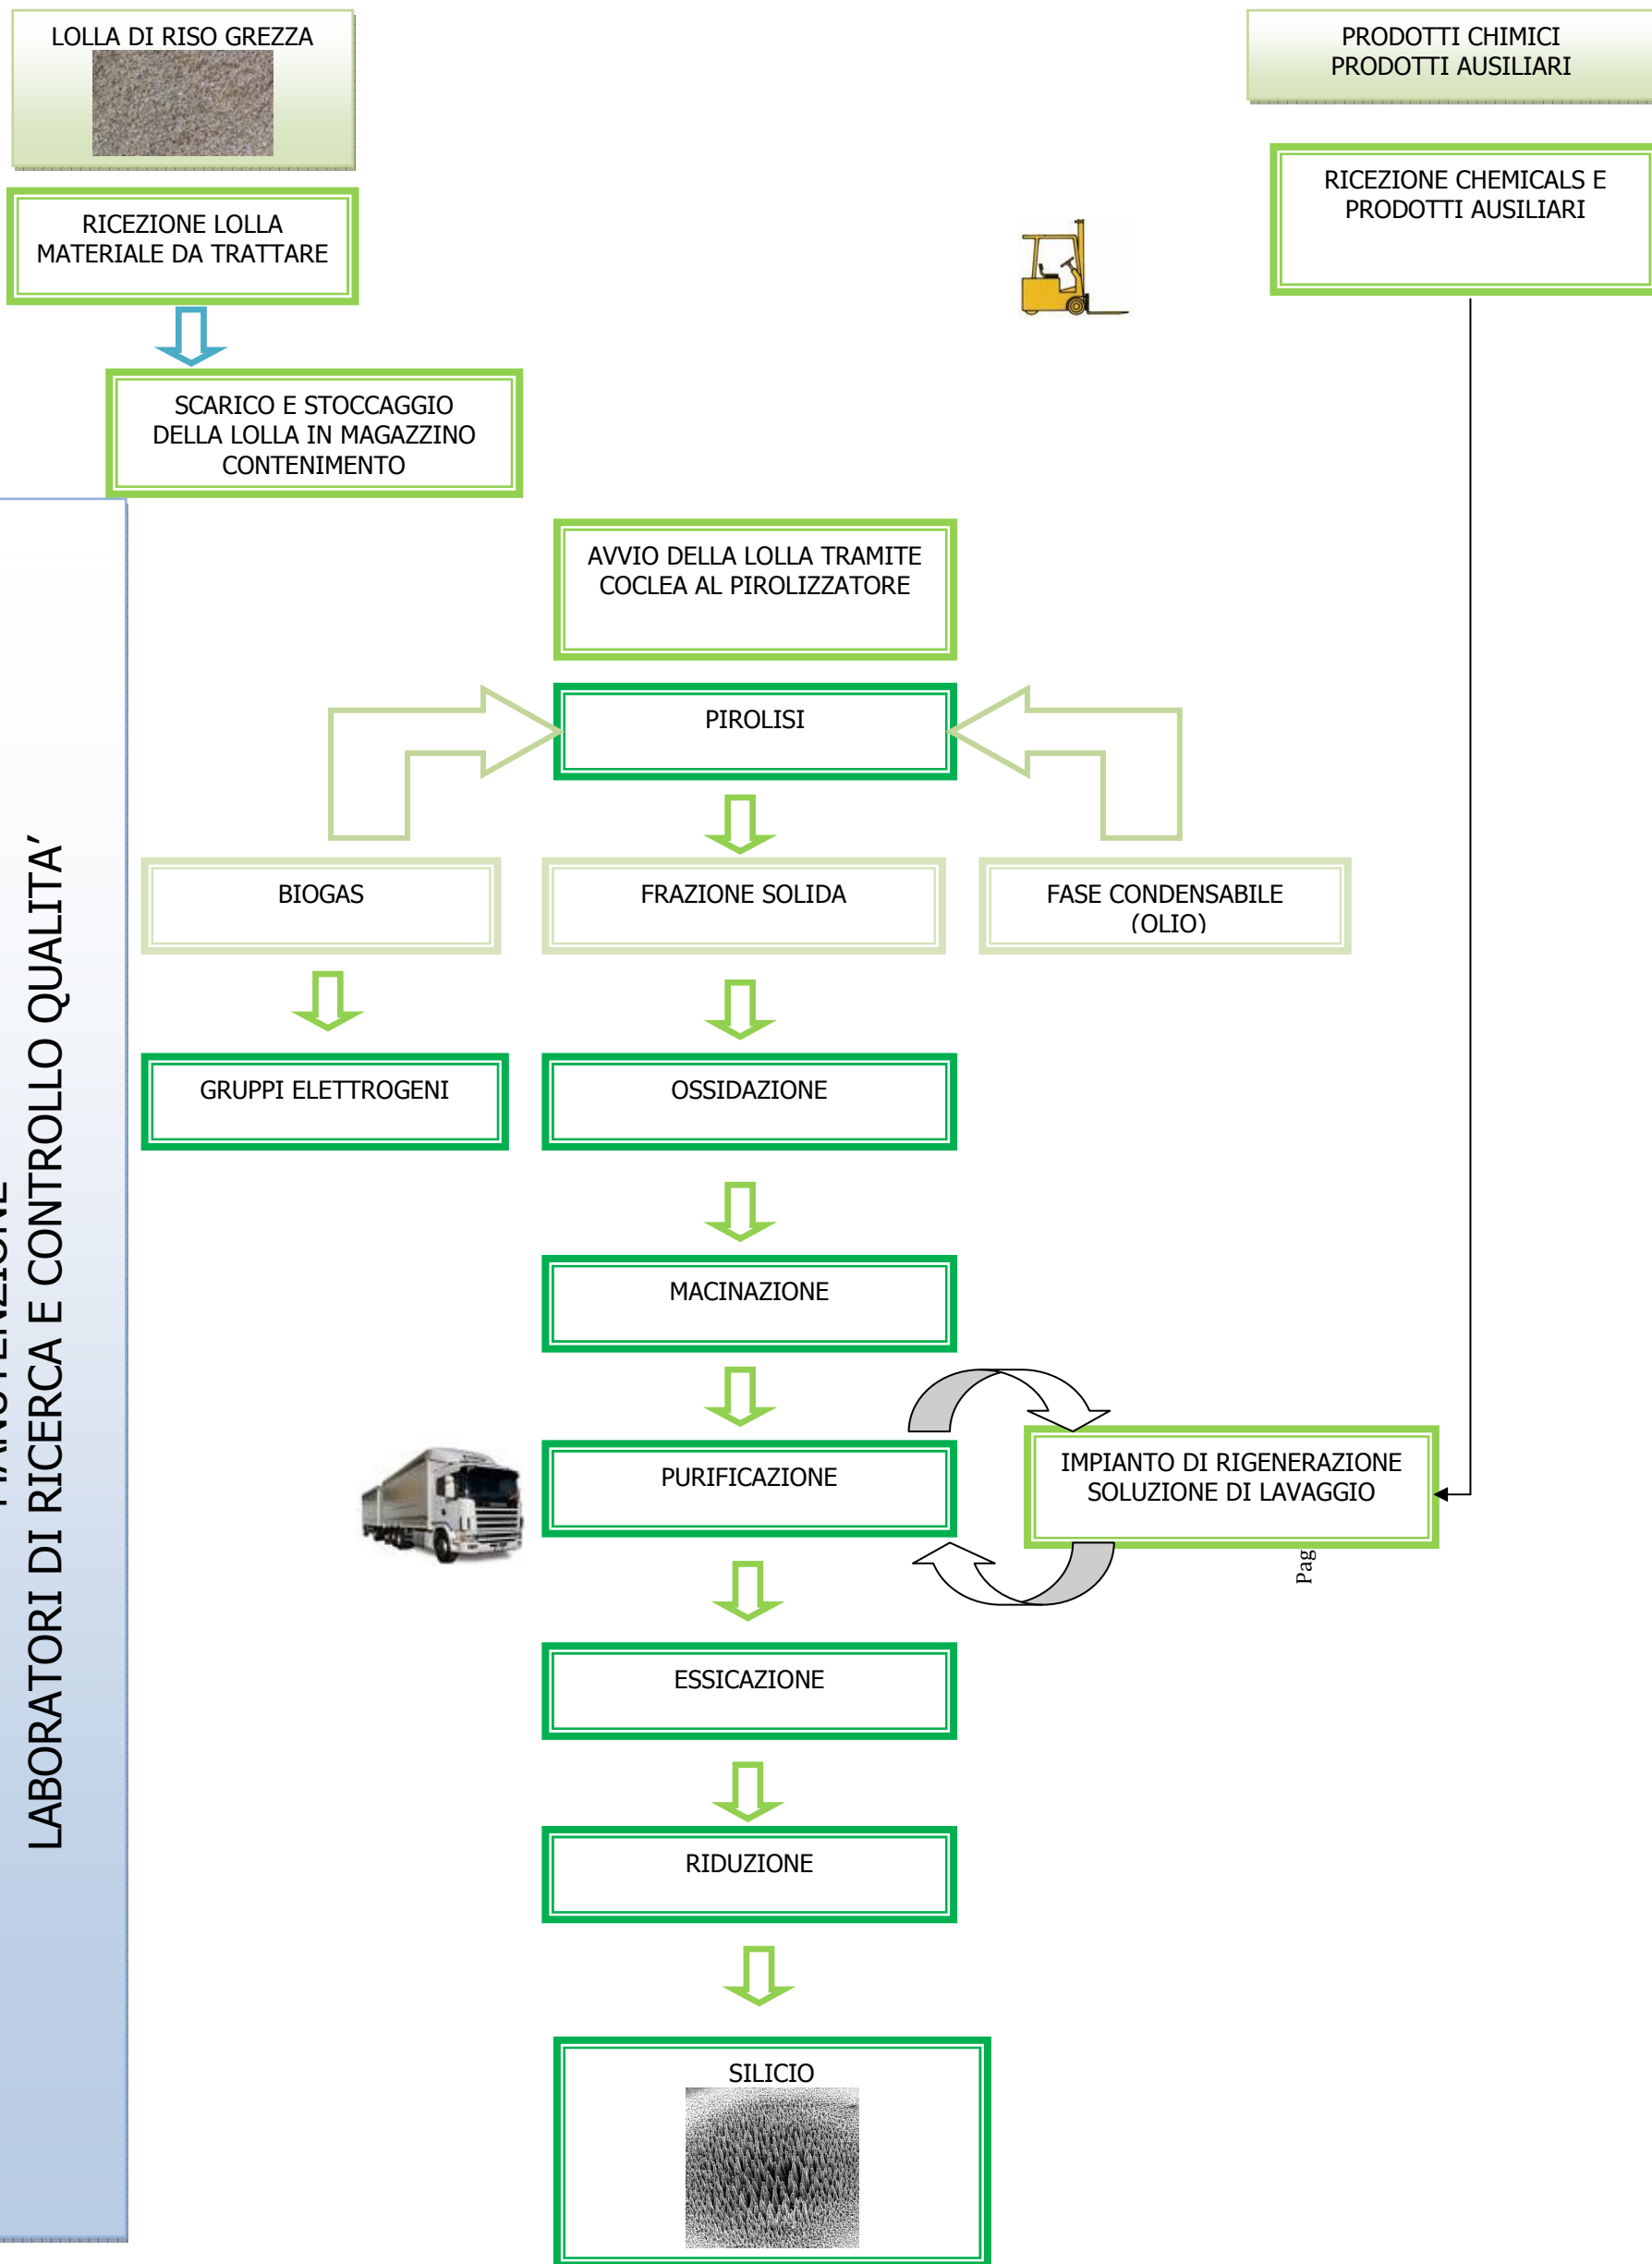 LOLLA DI RISO GREZZA
PRODOTTI CHIMICI
PRODOTTI AUSILIARI
RICEZIONE LOLLA
MATERIALE DA TRATTARE
RICEZIONE CHEMICALS E
PRODOTTI AUSILIARI
SCARICO E STOCCAGGIO
DELLA LOLLA IN MAGAZZINO
CONTENIMENTO
AVVIO DELLA LOLLA TRAMITE
COCLEA AL PIROLIZZATORE
PIROLISI
BIOGAS
FRAZIONE SOLIDA
FASE CONDENSABILE
(OLIO)
GRUPPI ELETTROGENI
OSSIDAZIONE
MACINAZIONE
PURIFICAZIONE
IMPIANTO DI RIGENERAZIONE
SOLUZIONE DI LAVAGGIO
Pag
ESSICAZIONE
RIDUZIONE
SILICIO
MANUTENZIONE
LABORATORI DI RICERCA E CONTROLLO QUALITA’